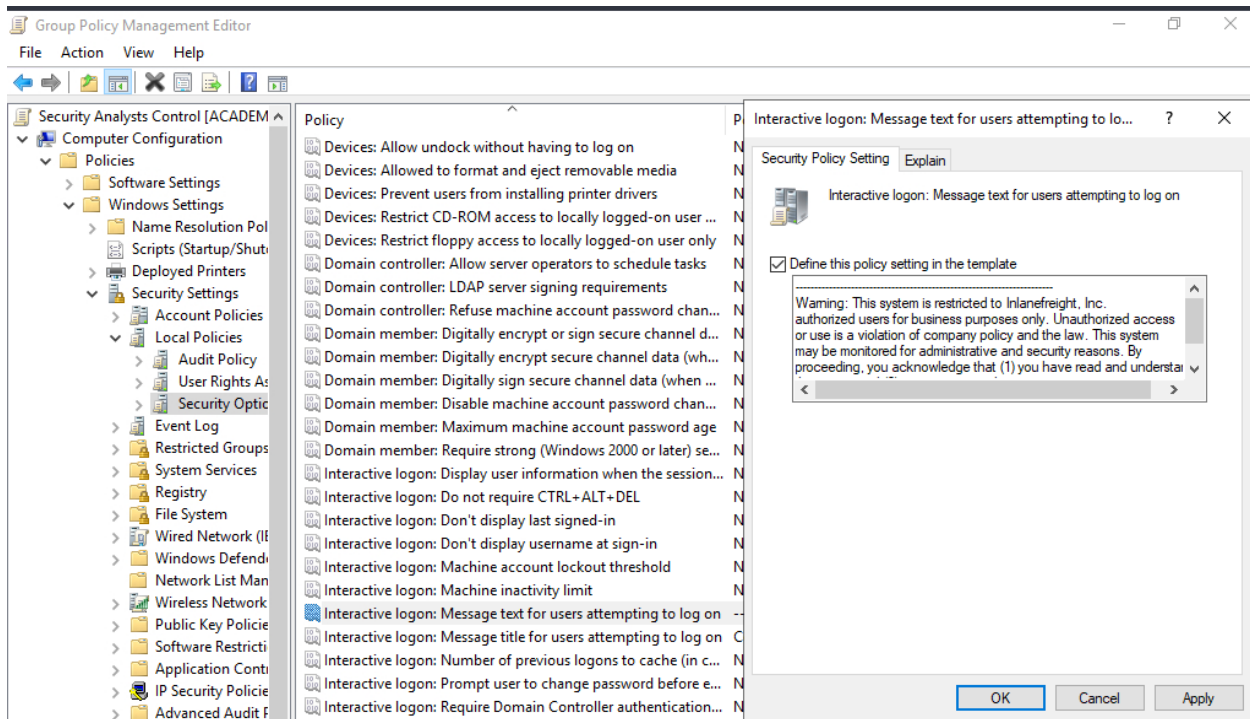 Group Policy Management Editor
File Action View Help
Security Analysts Control [ACADEM
Computer Configuration
Policies
Software Settings
Windows Settings
Name Resolution Pol
Scripts (Startup/Shut
Deployed Printers
Security Settings
Account Policies
Local Policies
Audit Policy
User Rights As
Security Optic
Event Log
Restricted Groups
System Services
Registry
File System
Wired Network (IE
Windows Defend
Network List Man
Wireless Network
Public Key Policie
Software Restricti
Application Cont
IP Security Policie
Advanced Audit P
Policy
Devices: Allow undock without having to log on
Devices: Allowed to format and eject removable media
Devices: Prevent users from installing printer drivers
Devices: Restrict CD-ROM access to locally logged-on user ...
Devices: Restrict floppy access to locally logged-on user only
Domain controller: Allow server operators to schedule tasks
Domain controller: LDAP server signing requirements
Domain controller: Refuse machine account password chan...
Domain member: Digitally encrypt or sign secure channel d...
Domain member: Digitally encrypt secure channel data (wh...
Domain member: Digitally sign secure channel data (when ...
Domain member: Disable machine account password chan...
Domain member: Maximum machine account password age
Domain member: Require strong (Windows 2000 or later) se...
Interactive logon: Display user information when the session...
Interactive logon: Do not require CTRL+ALT+DEL
Interactive logon: Don't display last signed-in
Interactive logon: Don't display username at sign-in
Interactive logon: Machine account lockout threshold
Interactive logon: Machine inactivity limit
Interactive logon: Message text for users attempting to log on
Interactive logon: Message title for users attempting to log on
Interactive logon: Number of previous logons to cache (in c...
Interactive logon: Prompt user to change password before e...
Interactive logon: Require Domain Controller authentication...
Interactive logon: Message text for users attempting to lo... ?
Security Policy Setting Explain
Interactive logon: Message text for users attempting to log on
Define this policy setting in the template
Warning: This system is restricted to Inlanefreight, Inc.
authorized users for business purposes only. Unauthorized access
or use is a violation of company policy and the law. This system
may be monitored for administrative and security reasons. By
proceeding, you acknowledge that (1) you have read and understa
OK Cancel Apply